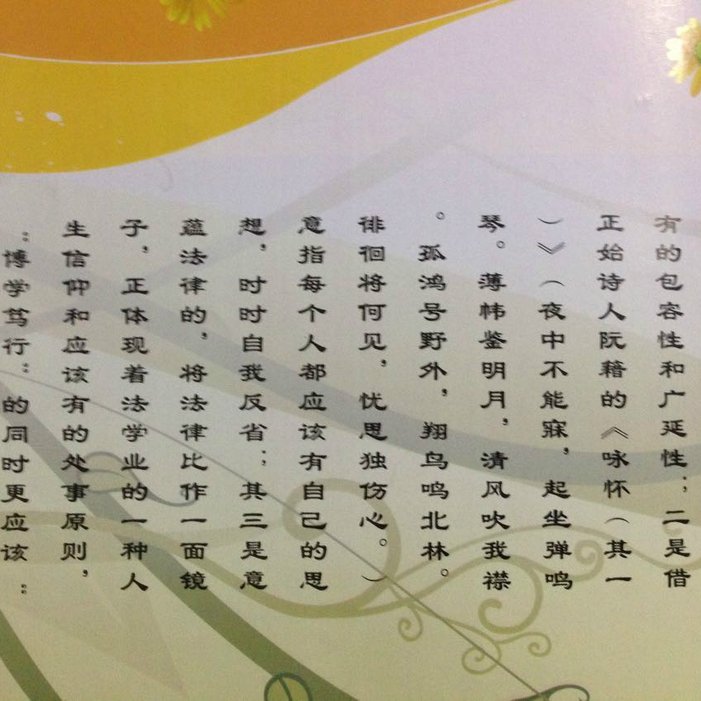 有的包容性和广延性；二是借
正始诗人阮籍的《咏怀（其一
）》（夜中不能寐，起坐弹鸣
琴。薄帏鉴明月，清风吹我襟
。孤鸿号野外，翔鸟鸣北林。
徘徊将何见，忧思独伤心。）
意指每个人都应该有自己的思
想，时时自我反省；其三是意
蕴法律的，将法律比作一面镜
子，正体现着法学业的一种人
生信仰和应该有的处事原则，
“博学笃行”的同时更应该“